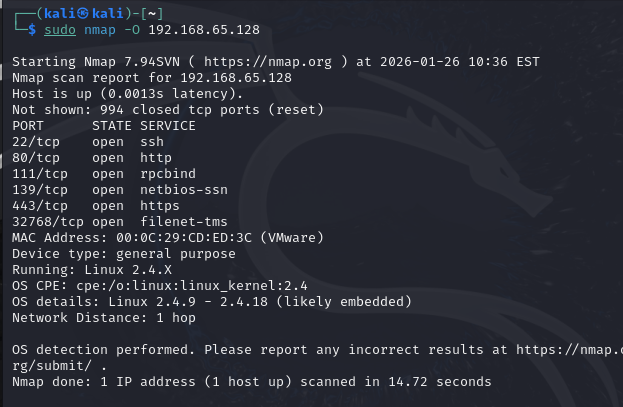 ┌──(kali㉿kali)-[~]
└─$ sudo nmap -O 192.168.65.128
Starting Nmap 7.94SVN ( https://nmap.org ) at 2026-01-26 10:36 EST
Nmap scan report for 192.168.65.128
Host is up (0.0013s latency).
Not shown: 994 closed tcp ports (reset)
PORT      STATE SERVICE
22/tcp    open  ssh
80/tcp    open  http
111/tcp   open  rpcbind
139/tcp   open  netbios-ssn
443/tcp   open  https
32768/tcp open  filenet-tms
MAC Address: 00:0C:29:CD:ED:3C (VMware)
Device type: general purpose
Running: Linux 2.4.X
OS CPE: cpe:/o:linux:linux_kernel:2.4
OS details: Linux 2.4.9 - 2.4.18 (likely embedded)
Network Distance: 1 hop
OS detection performed. Please report any incorrect results at https://nmap.o
rg/submit/ .
Nmap done: 1 IP address (1 host up) scanned in 14.72 seconds